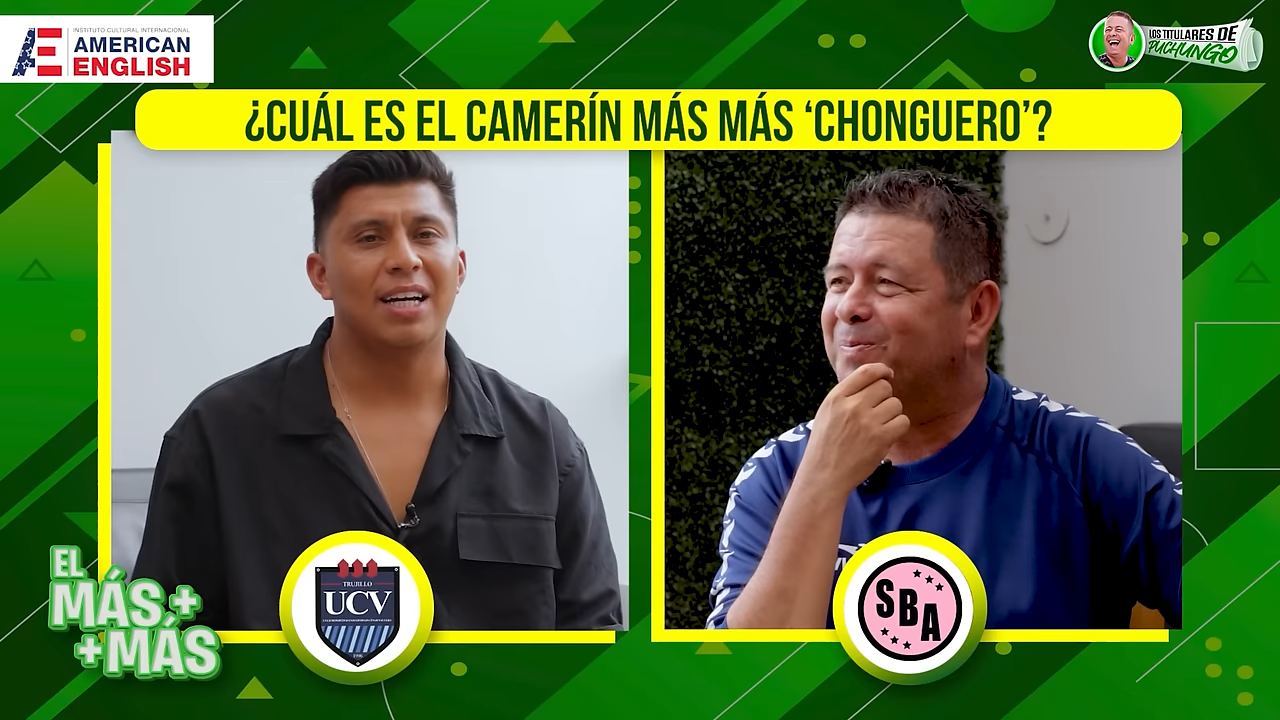 INSTITUTO CULTURAL INTERNACIONAL
AMERICAN
ENGLISH
LOS TITULARES DE
PUCHUNGO
¿CUÁL ES EL CAMERÍN MÁS MÁS ‘CHONGUERO’?
EL
MÁS +
+MÁS
TRUJILLO
UCV
SBA